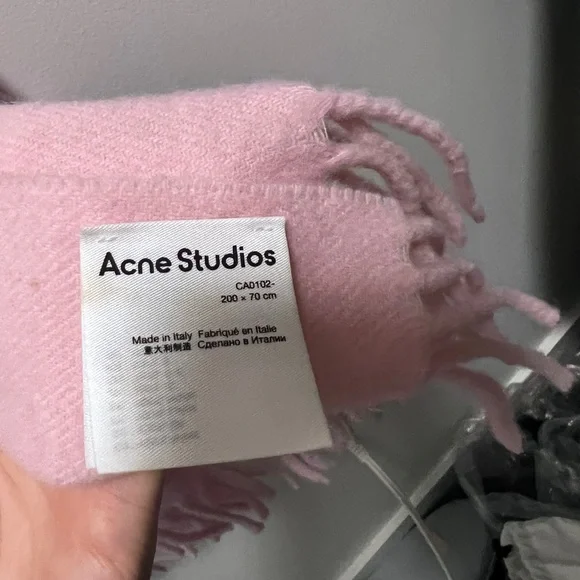 Acne Studios
CA0102-
200 × 70 cm
Made in Italy Fabriqué en Italie
意大利制造 Сделано в Италии